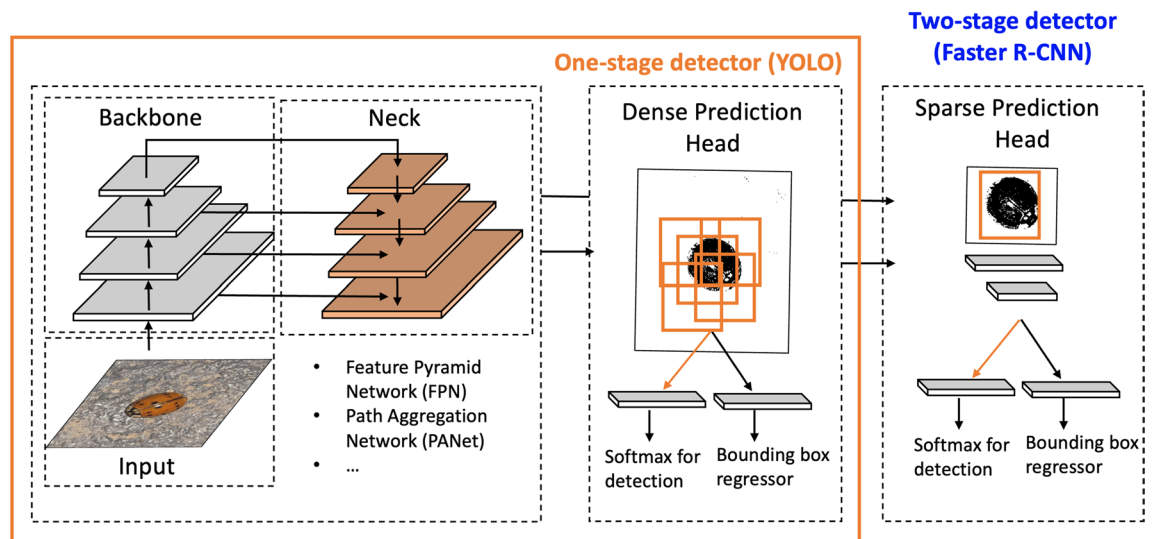 Two-stage detector
(Faster R-CNN)
One-stage detector (YOLO)
Backbone
Neck
Dense Prediction
Head
Sparse Prediction
Head
Input
• Feature Pyramid
Network (FPN)
• Path Aggregation
Network (PANet)
• ...
Softmax for
detection
Bounding box
regressor
Softmax for
detection
Bounding box
regressor